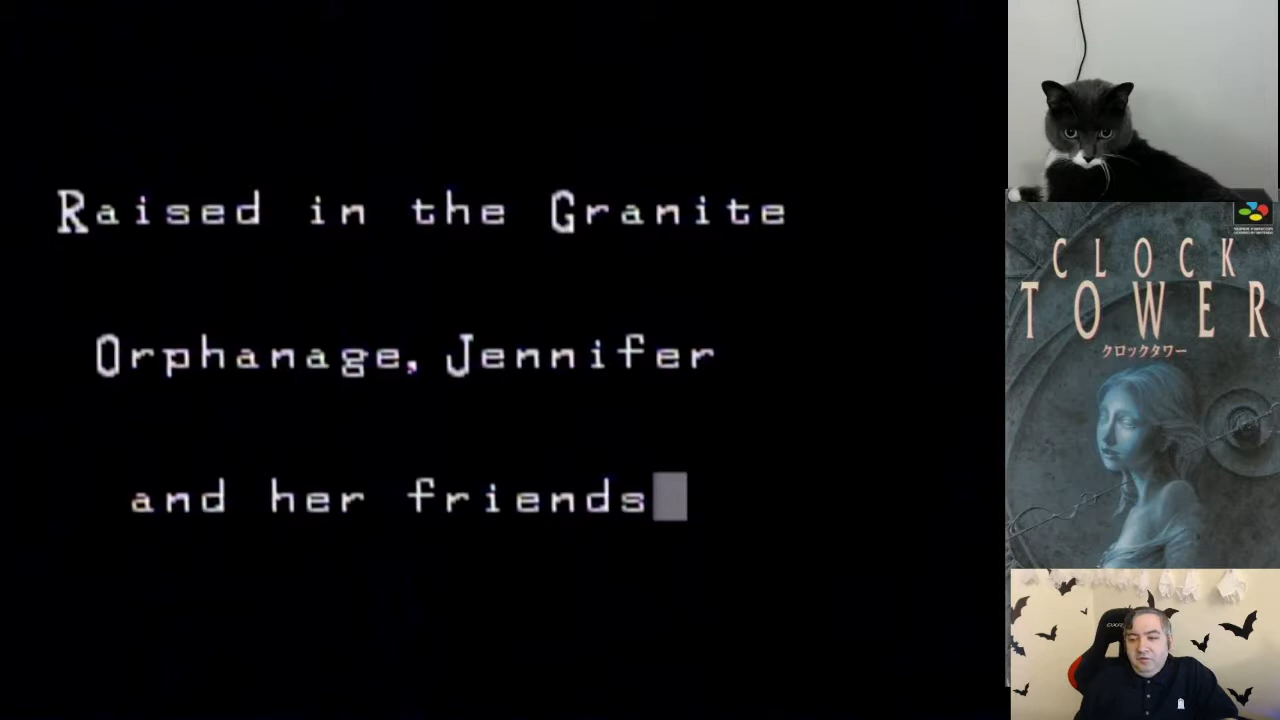 Raised in the Granite
Orphanage, Jennifer
and her friends
CLOCK
TOWER
クロックタワー